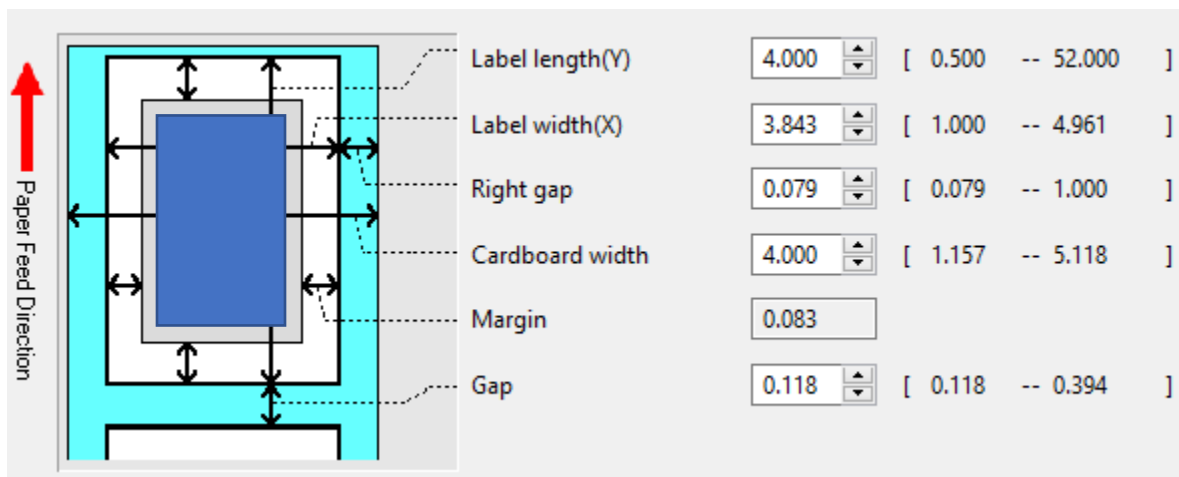 Paper Feed Direction
Label length(Y) 4.000 [ 0.500 -- 52.000 ]
Label width(X) 3.843 [ 1.000 -- 4.961 ]
Right gap 0.079 [ 0.079 -- 1.000 ]
Cardboard width 4.000 [ 1.157 -- 5.118 ]
Margin 0.083
Gap 0.118 [ 0.118 -- 0.394 ]